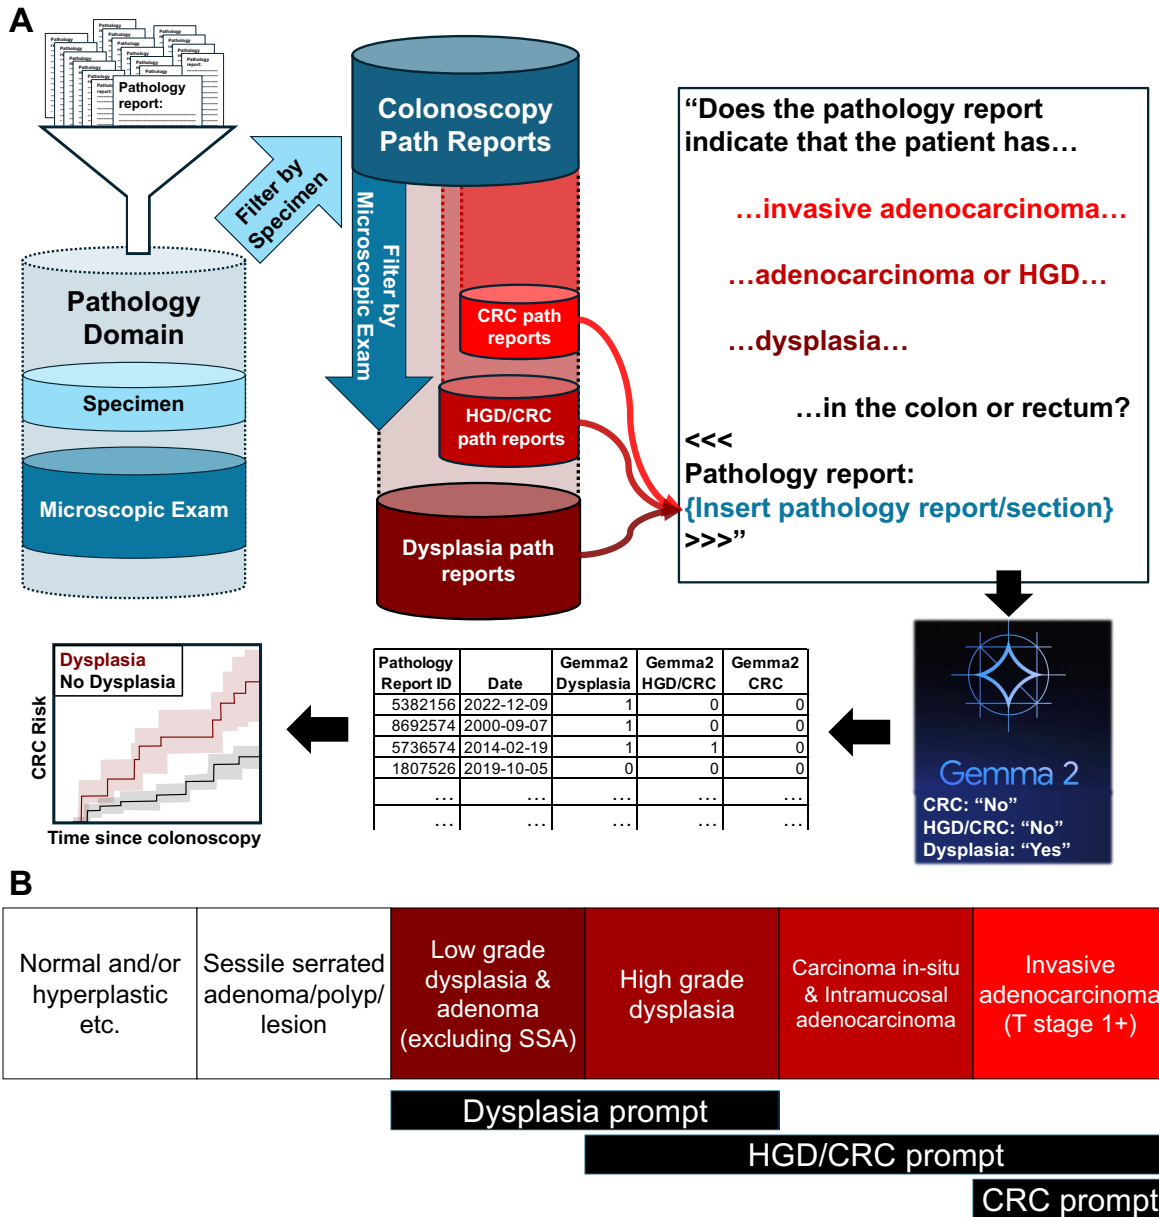 A
Pathology
report:
Filter by
Specimen
Pathology
Domain
Specimen
Microscopic Exam
Colonoscopy
Path Reports
Filter by
Microscopic Exam
CRC path
reports
HGD/CRC
path reports
Dysplasia path
reports
“Does the pathology report
indicate that the patient has…
…invasive adenocarcinoma…
…adenocarcinoma or HGD…
…dysplasia…
…in the colon or rectum?
<<<
Pathology report:
{Insert pathology report/section}
>>>”
Gemma 2
CRC: “No”
HGD/CRC: “No”
Dysplasia: “Yes”
Pathology Report ID Date Gemma2 Dysplasia Gemma2 HGD/CRC Gemma2 CRC
5382156 2022-12-09 1 0 0
8692574 2000-09-07 1 0 0
5736574 2014-02-19 1 1 0
1807526 2019-10-05 0 0 0
… … … … …
… … … … …
Dysplasia
No Dysplasia
CRC Risk
Time since colonoscopy
B
Normal and/or
hyperplastic
etc.
Sessile serrated
adenoma/polyp/
lesion
Low grade
dysplasia &
adenoma
(excluding SSA)
High grade
dysplasia
Carcinoma in-situ
& Intramucosal
adenocarcinoma
Invasive
adenocarcinoma
(T stage 1+)
Dysplasia prompt
HGD/CRC prompt
CRC prompt